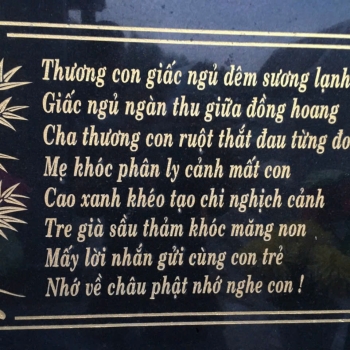 Thương con giấc ngủ đêm sương lạnh
Giấc ngủ ngàn thu giữa đồng hoang
Cha thương con ruột thắt đau từng đo
Mẹ khóc phân ly cảnh mất con
Cao xanh khéo tạo chi nghịch cảnh
Tre già sầu thảm khóc măng non
Mấy lời nhắn gửi cùng con trẻ
Nhớ về châu phật nhớ nghe con !